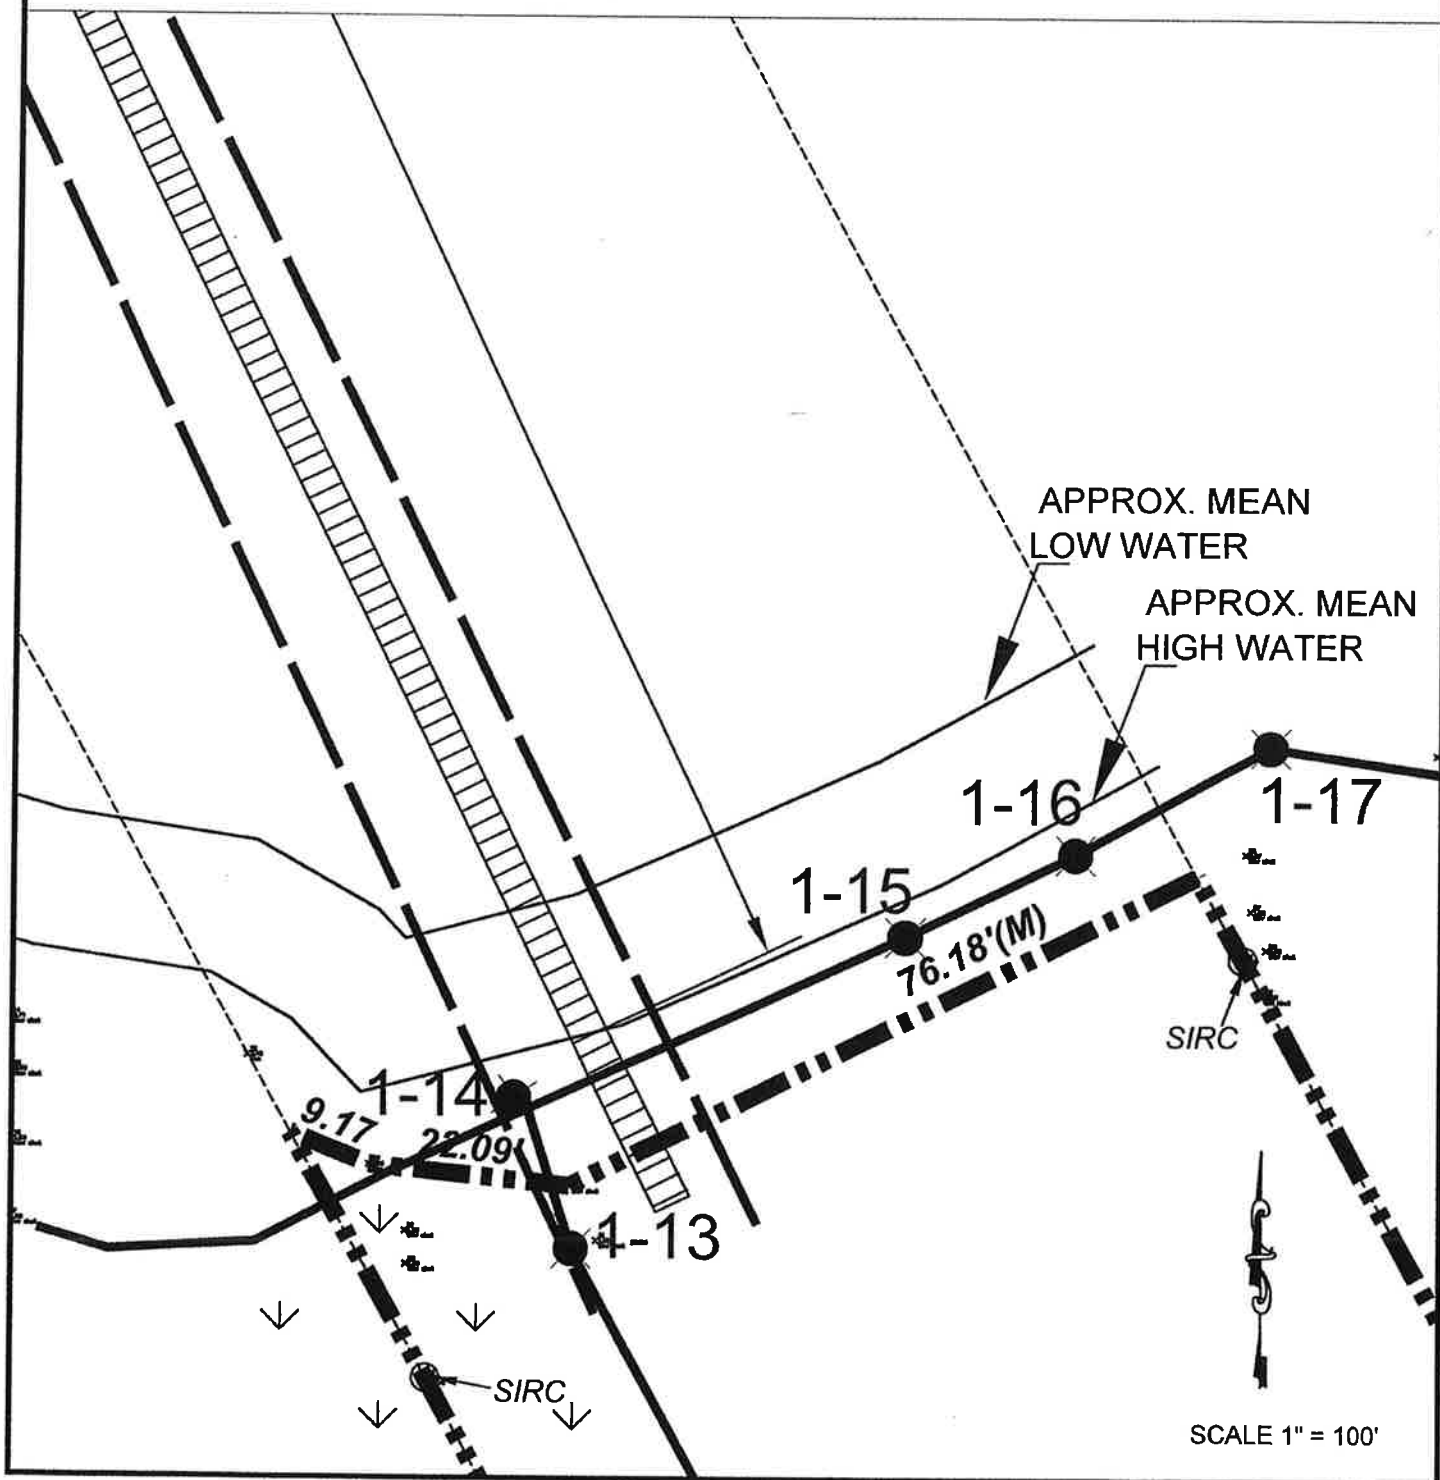 APPROX. MEAN
LOW WATER
APPROX. MEAN
HIGH WATER
1-17
1-16
1-15
76.18'(M)
SIRC
1-14
9.17
22.09'
1-13
SIRC
SCALE 1" = 100'